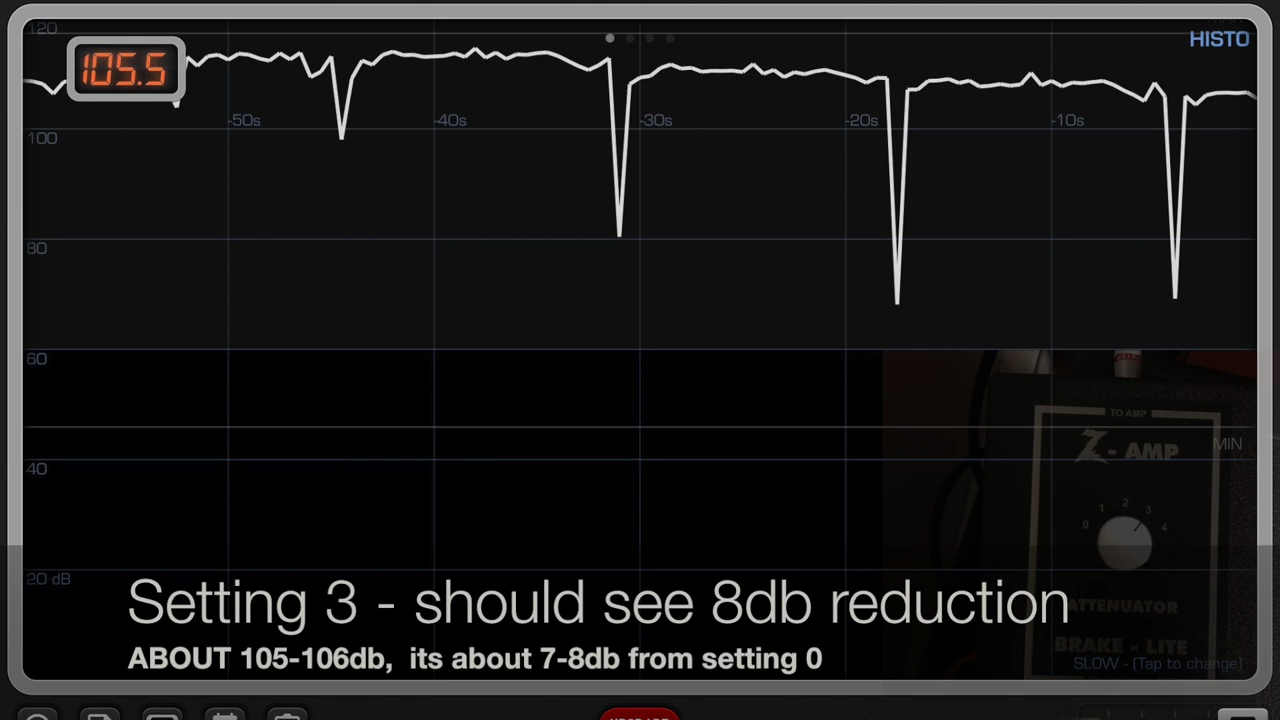 120
HISTO
105.5
-50s -40s -30s -20s -10s
100
80
60
TO AMP
Z-AMP
MIN
40
0 1 2 3 4
20 dB
Setting 3 - should see 8db reduction
ATTENUATOR
BRAKE-LITE
ABOUT 105-106db, its about 7-8db from setting 0
SLOW - (Tap to change)
UPGRADE